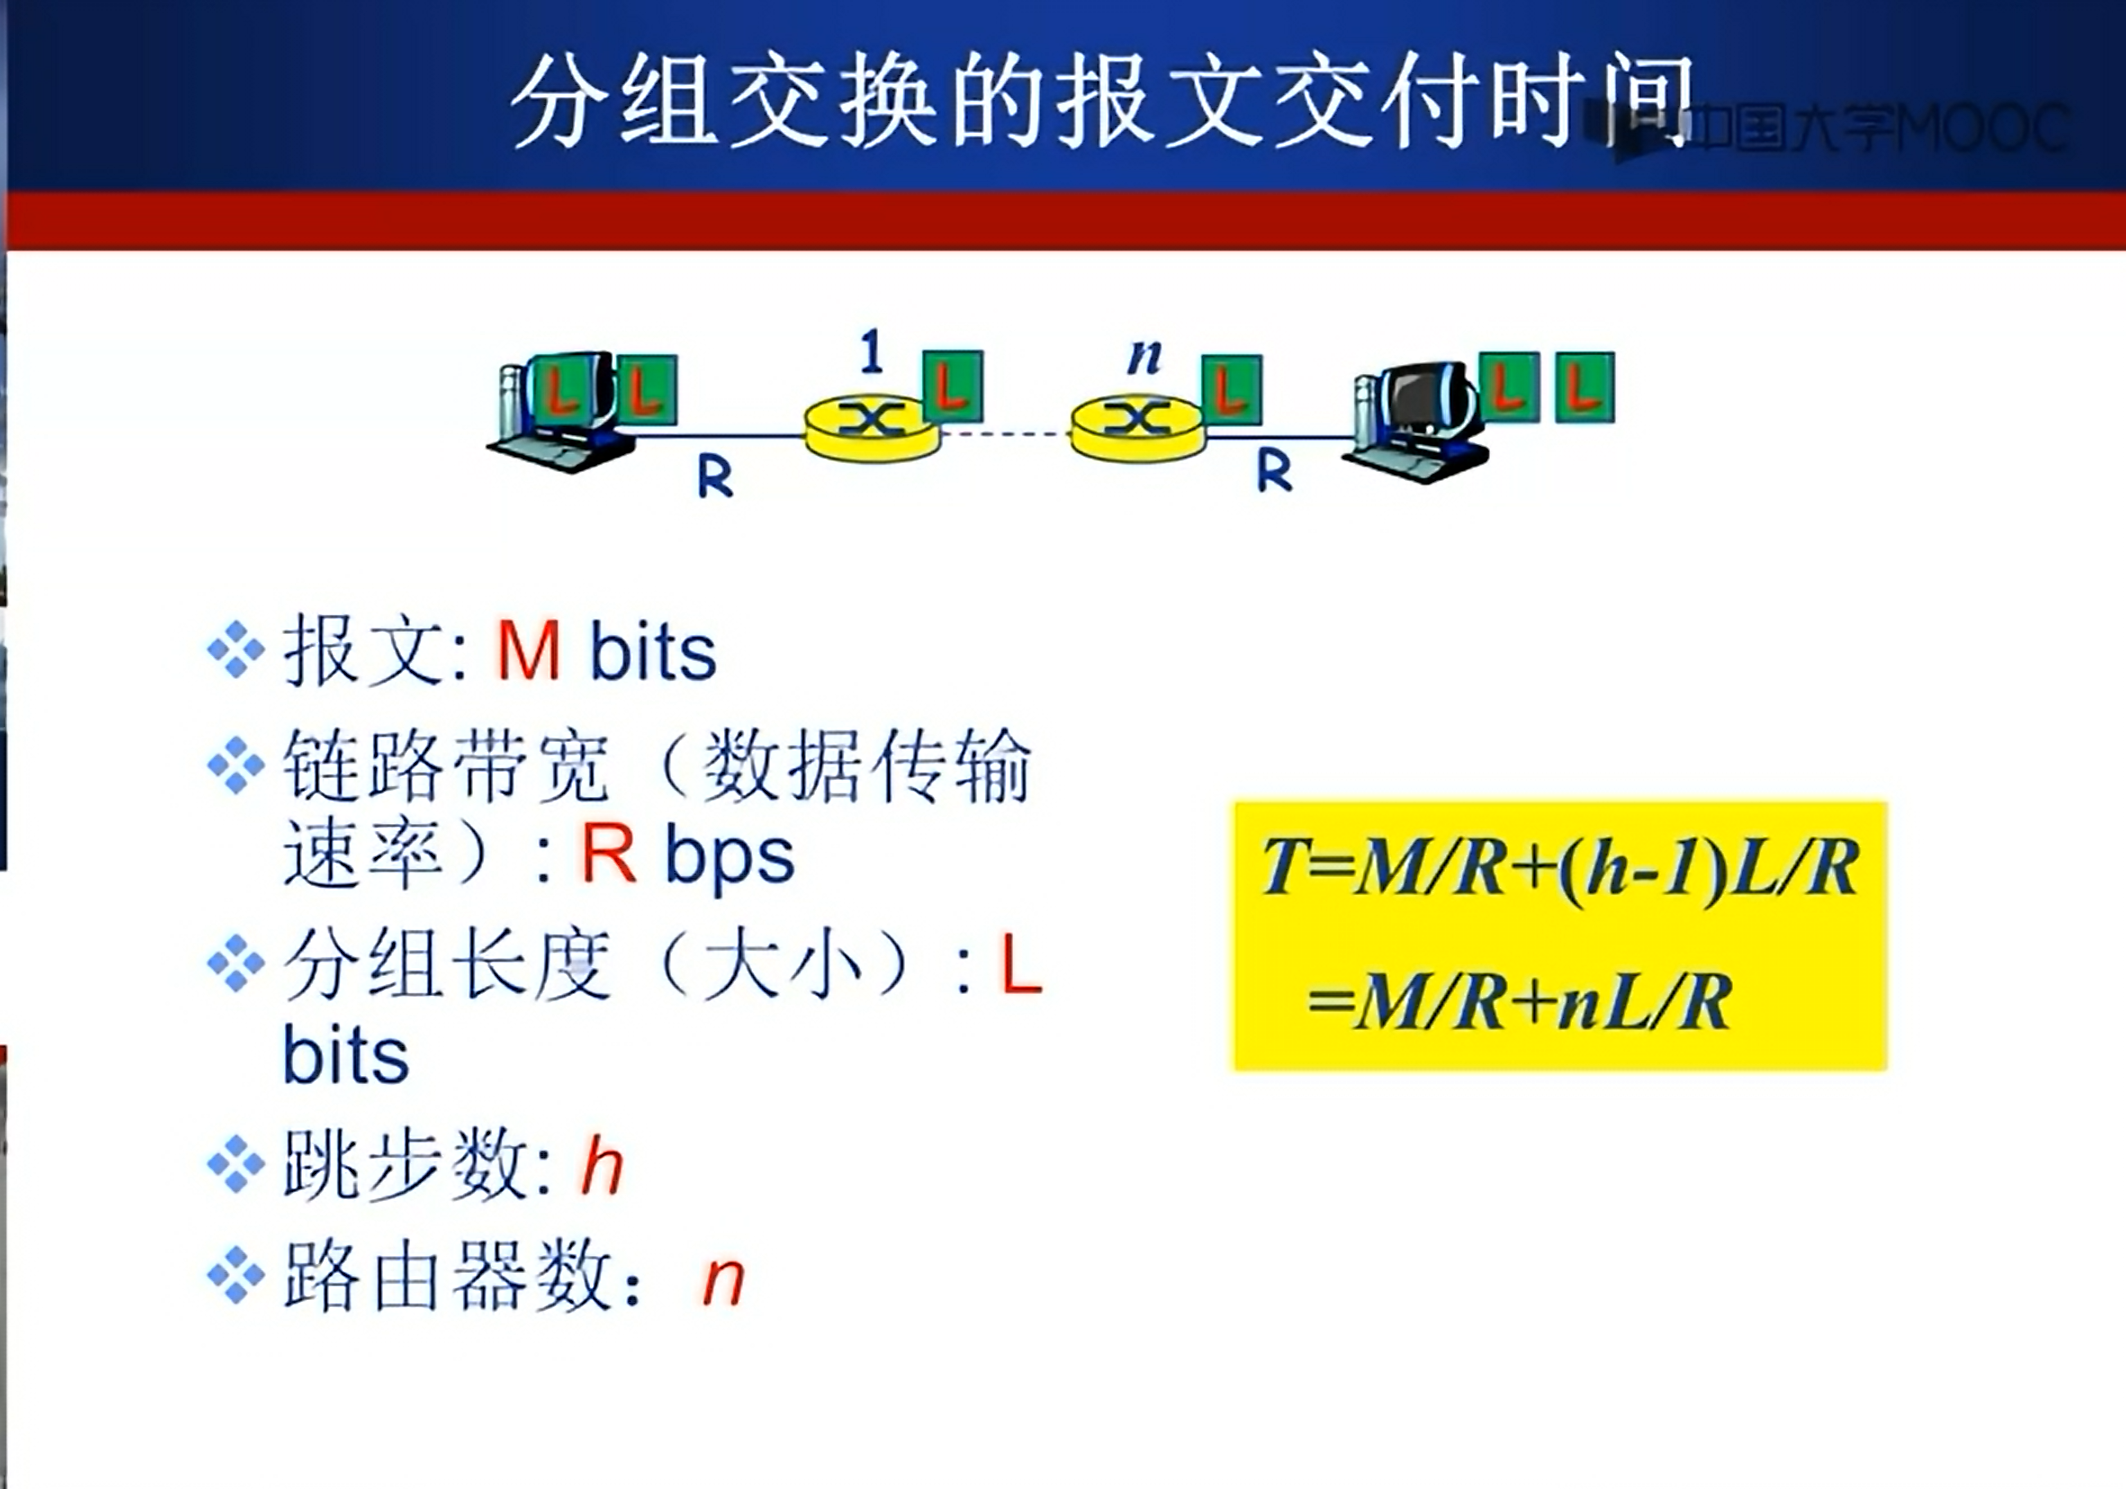 分组交换的报文交付时间
中国大学MOOC
1 n
L L L L L L
R R
报文: M bits
链路带宽（数据传输
速率）: R bps
分组长度（大小）: L
bits
跳步数: h
路由器数： n
T=M/R+(h-1)L/R
=M/R+nL/R